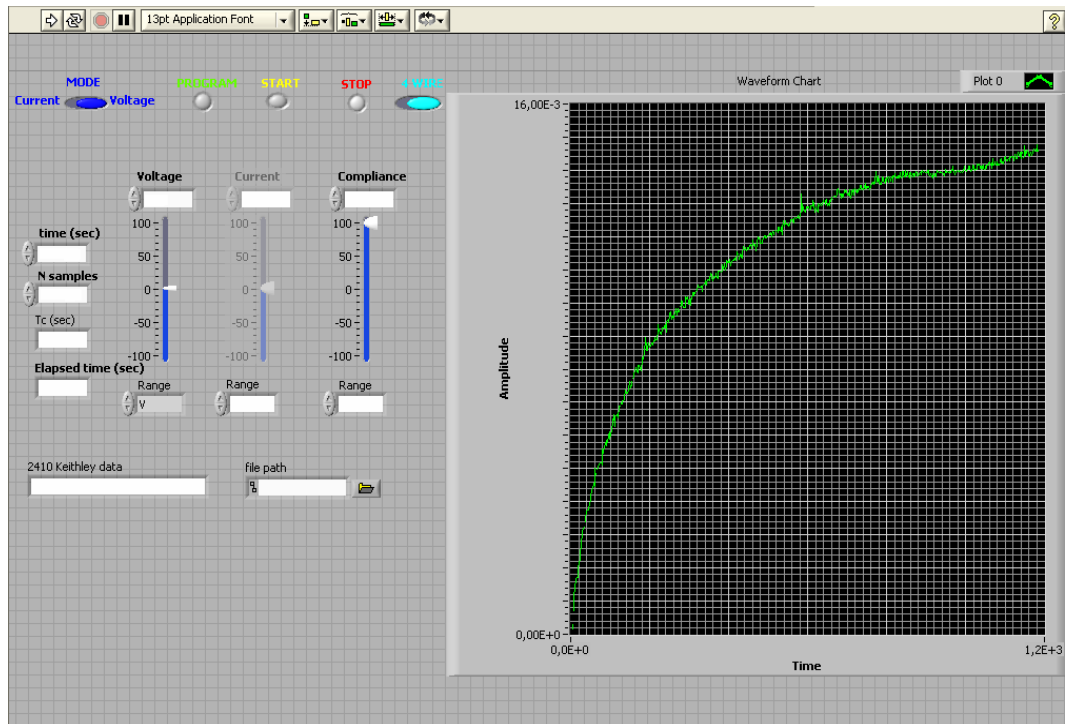 13pt Application Font
?
MODE
Current Voltage
PROGRAM
START
STOP
4-WIRE
Waveform Chart
Plot 0
Voltage
Current
Compliance
100
50
0
-50
-100
100
50
0
-50
-100
100
50
0
-50
-100
time (sec)
N samples
Tc (sec)
Elapsed time (sec)
Range
V
Range
Range
2410 Keithley data
file path
16,00E-3
Amplitude
0,00E+0
0,0E+0
1,2E+3
Time